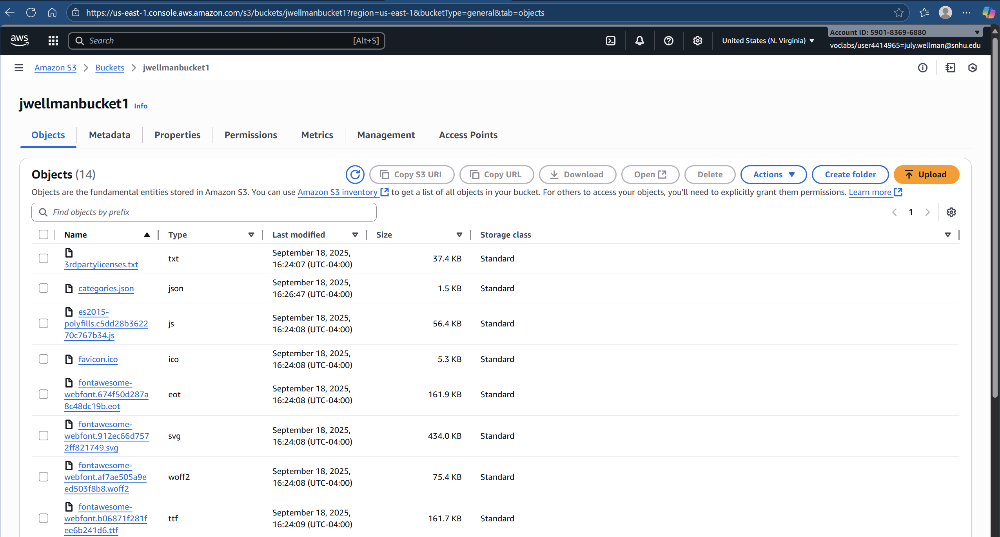 https://us-east-1.console.aws.amazon.com/s3/buckets/jwellmanbucket1?region=us-east-1&bucketType=general&tab=objects
aws
Search [Alt+S]
United States (N. Virginia)
Account ID: 5901-8369-6880
voclabs/user4414965=july.wellman@snhu.edu
Amazon S3 > Buckets > jwellmanbucket1
jwellmanbucket1 Info
Objects Metadata Properties Permissions Metrics Management Access Points
Objects (14) Copy S3 URI Copy URL Download Open Delete Actions Create folder Upload
Objects are the fundamental entities stored in Amazon S3. You can use Amazon S3 inventory to get a list of all objects in your bucket. For others to access your objects, you'll need to explicitly grant them permissions. Learn more
Find objects by prefix 1
Name Type Last modified Size Storage class
3rdpartylicenses.txt txt September 18, 2025, 16:24:07 (UTC-04:00) 37.4 KB Standard
categories.json json September 18, 2025, 16:26:47 (UTC-04:00) 1.5 KB Standard
es2015-polyfills.c5dd28b362270c767b34.js js September 18, 2025, 16:24:08 (UTC-04:00) 56.4 KB Standard
favicon.ico ico September 18, 2025, 16:24:08 (UTC-04:00) 5.3 KB Standard
fontawesome-webfont.674f50d287a8c48dc19b.eot eot September 18, 2025, 16:24:08 (UTC-04:00) 161.9 KB Standard
fontawesome-webfont.912ec66d7572ff821749.svg svg September 18, 2025, 16:24:08 (UTC-04:00) 434.0 KB Standard
fontawesome-webfont.af7ae505a9eed503f8b8.woff2 woff2 September 18, 2025, 16:24:08 (UTC-04:00) 75.4 KB Standard
fontawesome-webfont.b06871f281fee6b241d6.ttf ttf September 18, 2025, 16:24:09 (UTC-04:00) 161.7 KB Standard